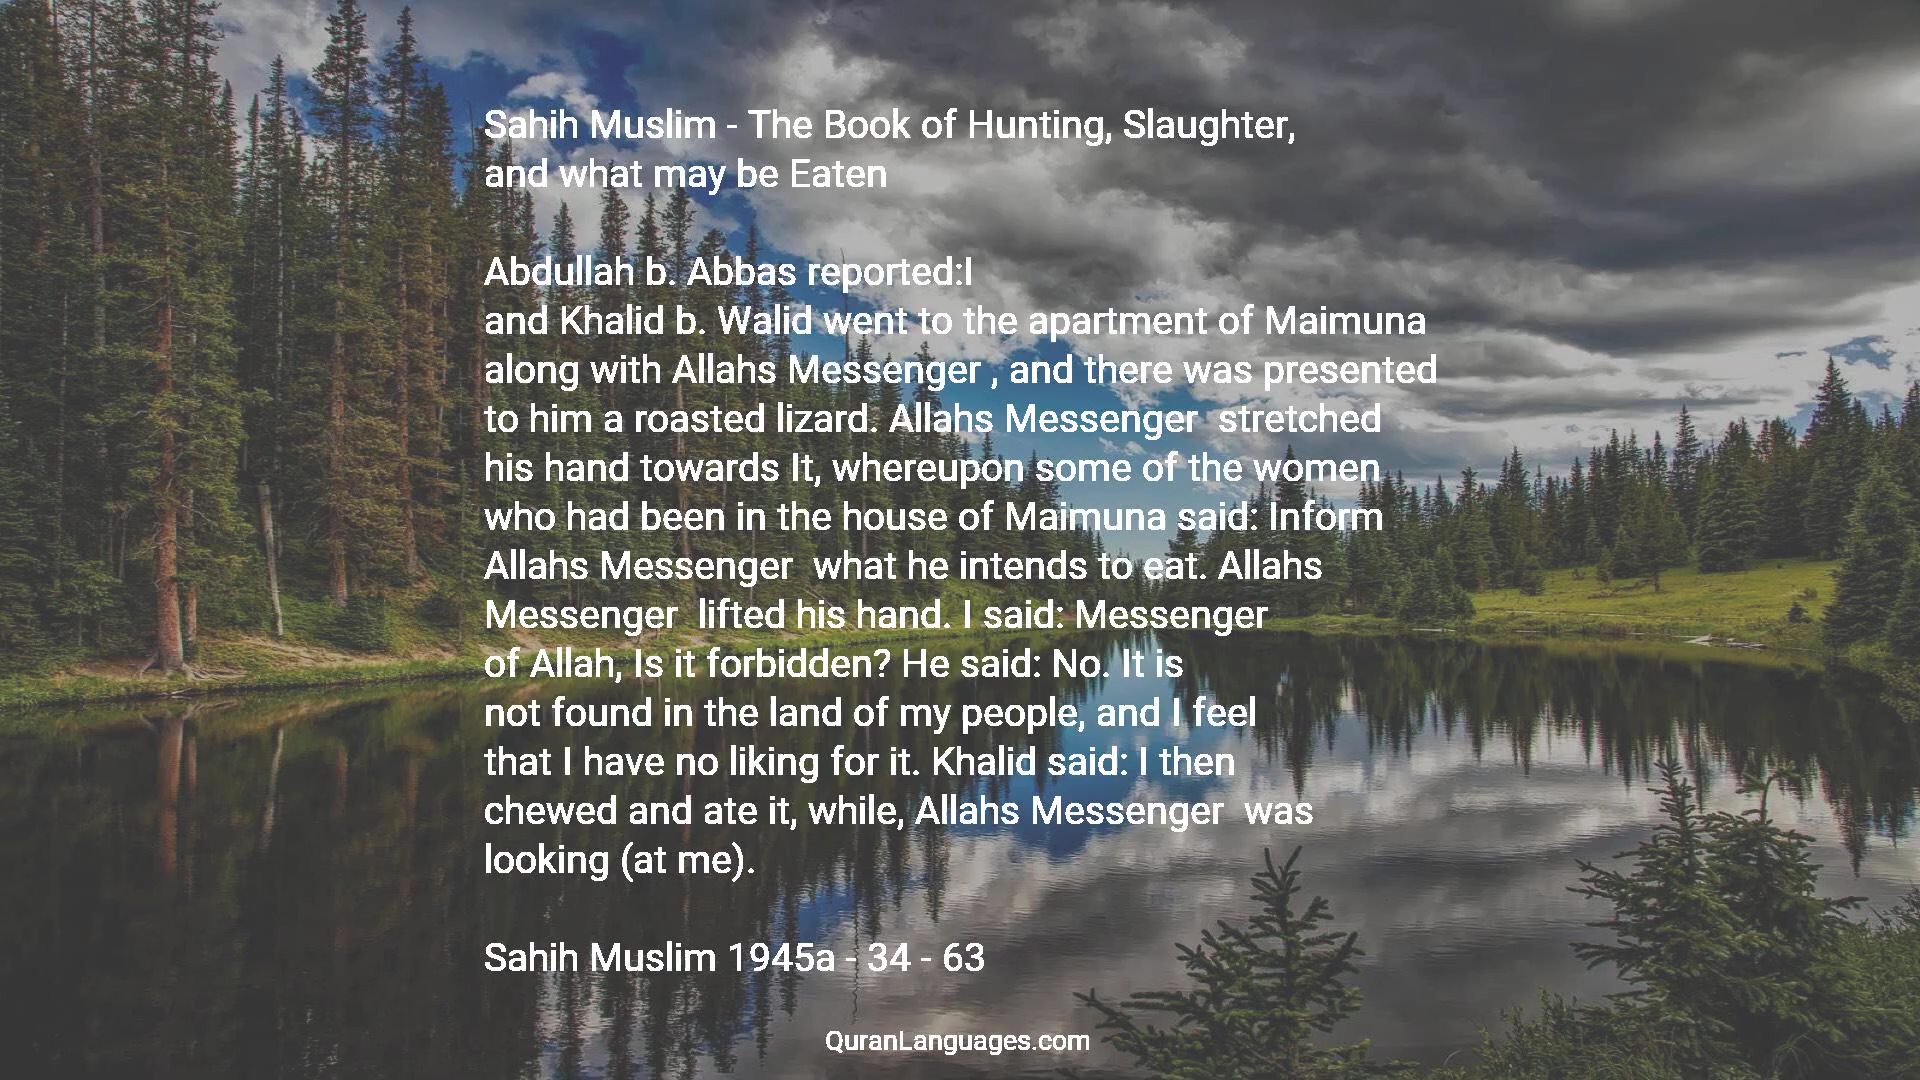 Sahih Muslim - The Book of Hunting, Slaughter,
and what may be Eaten
Abdullah b. Abbas reported:I
and Khalid b. Walid went to the apartment of Maimuna
along with Allahs Messenger , and there was presented
to him a roasted lizard. Allahs Messenger  stretched
his hand towards It, whereupon some of the women
who had been in the house of Maimuna said: Inform
Allahs Messenger  what he intends to eat. Allahs
Messenger  lifted his hand. I said: Messenger
of Allah, Is it forbidden? He said: No. It is
not found in the land of my people, and I feel
that I have no liking for it. Khalid said: I then
chewed and ate it, while, Allahs Messenger  was
looking (at me).
Sahih Muslim 1945a - 34 - 63
QuranLanguages.com